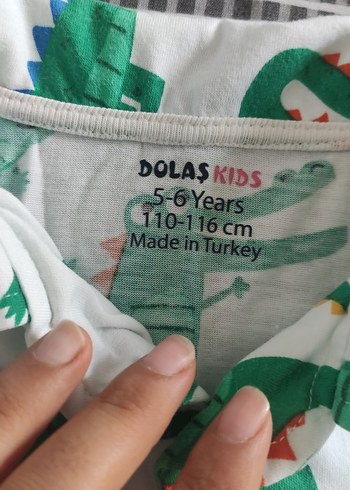 DOLAŞ KIDS
5-6 Years
110-116 cm
Made in Turkey